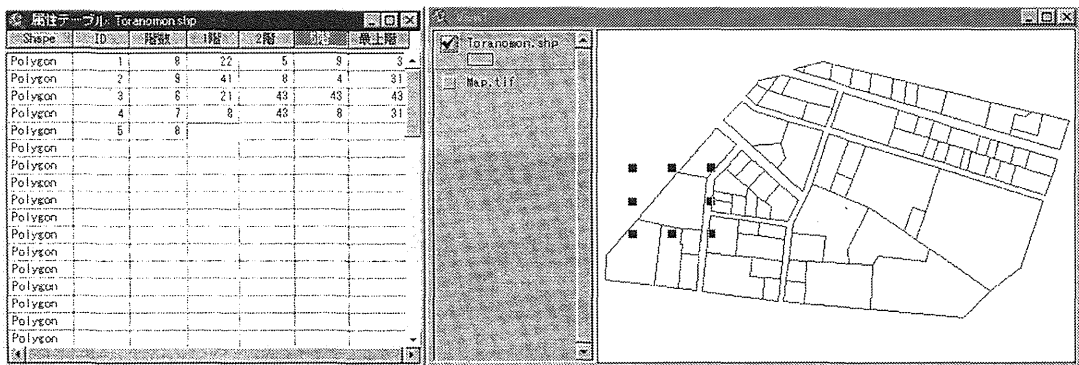 属性テーブル: Toranomon.shp
Shape ID 階数 1階 2階 最上階
Polygon 1 8 22 5 9 3
Polygon 2 9 41 8 4 31
Polygon 3 6 21 43 43 43
Polygon 4 7 8 43 8 31
Polygon 5 8
Polygon
Polygon
Polygon
Polygon
Polygon
Polygon
Polygon
Polygon
Polygon
Polygon
Polygon
Polygon
View1
Toranomon.shp
Map.tif